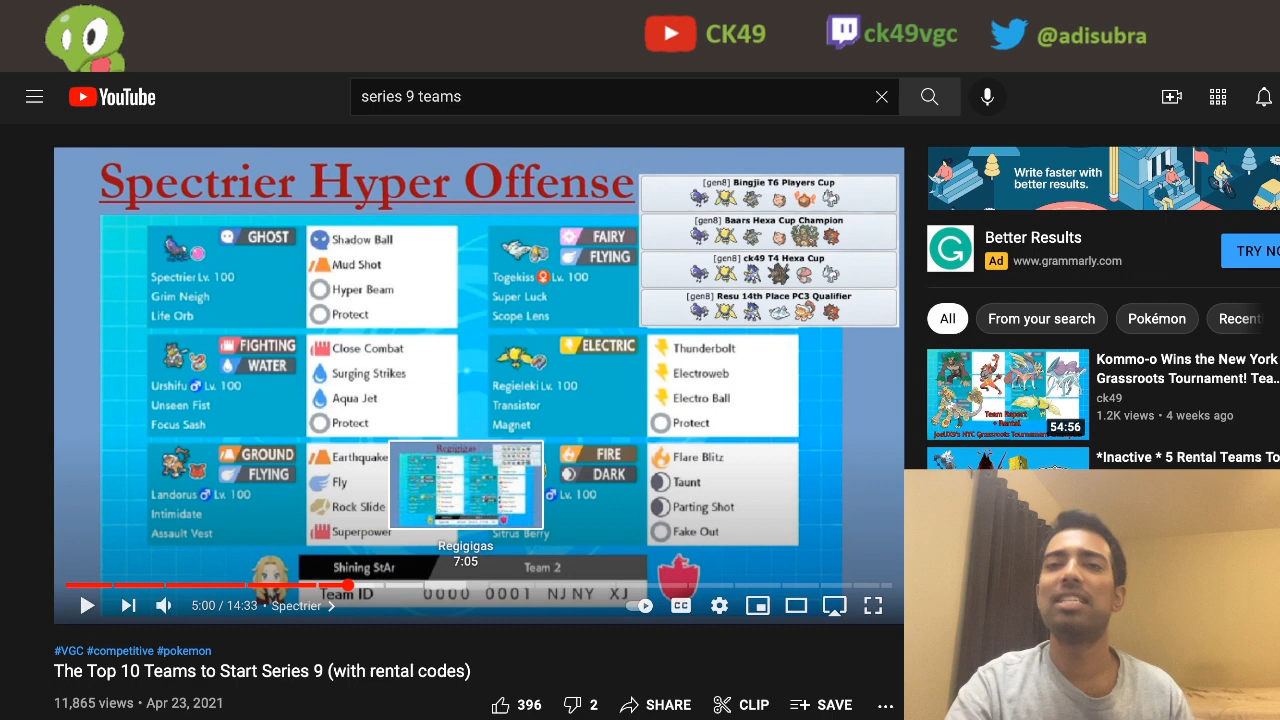 CK49
ck49vgc
@adisubra
YouTube
series 9 teams
Spectrier Hyper Offense
[gen8] Bingjie T6 Players Cup
[gen8] Baars Hexa Cup Champion
[gen8] ck49 T4 Hexa Cup
[gen8] Resu 14th Place PC3 Qualifier
GHOST
Spectrier Lv. 100
Grim Neigh
Life Orb
Shadow Ball
Mud Shot
Hyper Beam
Protect
FAIRY
FLYING
Togekiss Lv. 100
Super Luck
Scope Lens
FIGHTING
WATER
Urshifu ♂ Lv. 100
Unseen Fist
Focus Sash
Close Combat
Surging Strikes
Aqua Jet
Protect
ELECTRIC
Regieleki Lv. 100
Transistor
Magnet
Thunderbolt
Electroweb
Electro Ball
Protect
GROUND
FLYING
Landorus ♂ Lv. 100
Intimidate
Assault Vest
Earthquake
Fly
Rock Slide
Superpower
FIRE
DARK
♂ Lv. 100
Sitrus Berry
Flare Blitz
Taunt
Parting Shot
Fake Out
Regigigas
Regigigas
7:05
Shining StAr
Team 2
Team ID
0000 0001 NJNY XJ
5:00 / 14:33 • Spectrier
CC
#VGC #competitive #pokemon
The Top 10 Teams to Start Series 9 (with rental codes)
11,865 views • Apr 23, 2021
396
2
SHARE
CLIP
SAVE
Write faster with
better results.
Better Results
Ad www.grammarly.com
TRY NO
All
From your search
Pokémon
Recent
Kommo-o Wins the New York
Grassroots Tournament! Tea...
ck49
1.2K views • 4 weeks ago
Team Report
+ Rental
54:56
*Inactive * 5 Rental Teams To